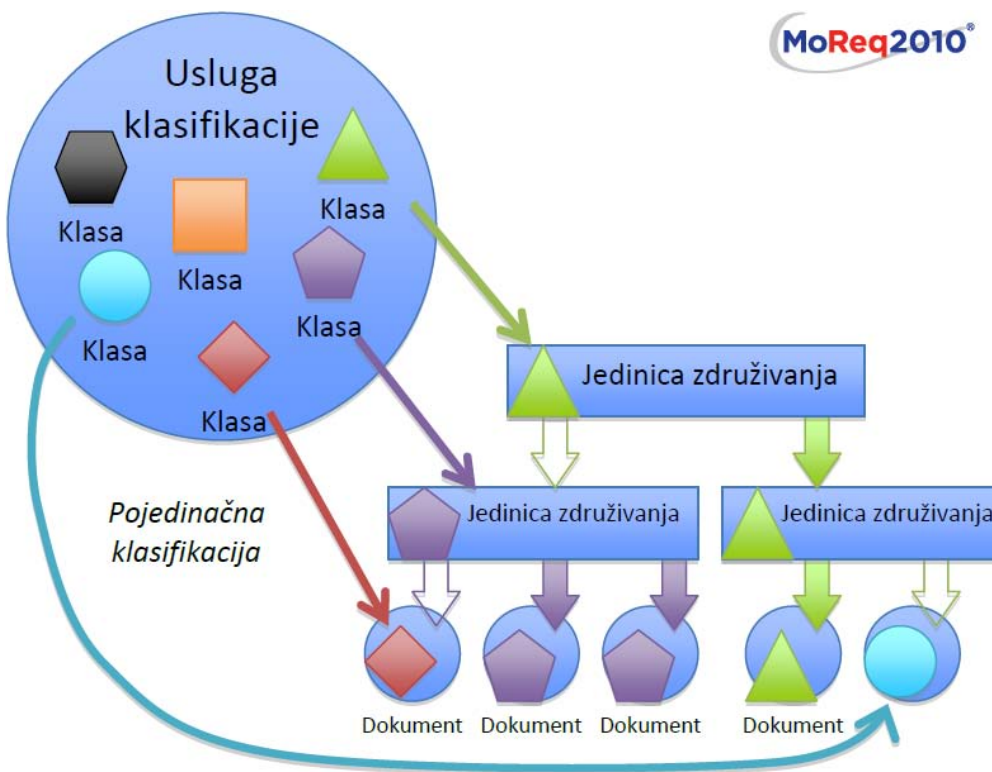 MoReq2010®
Usluga
klasifikacije
Klasa
Klasa
Klasa
Klasa
Klasa
Klasa
Jedinica združivanja
Jedinica združivanja
Jedinica združivanja
Pojedinačna
klasifikacija
Dokument
Dokument
Dokument
Dokument